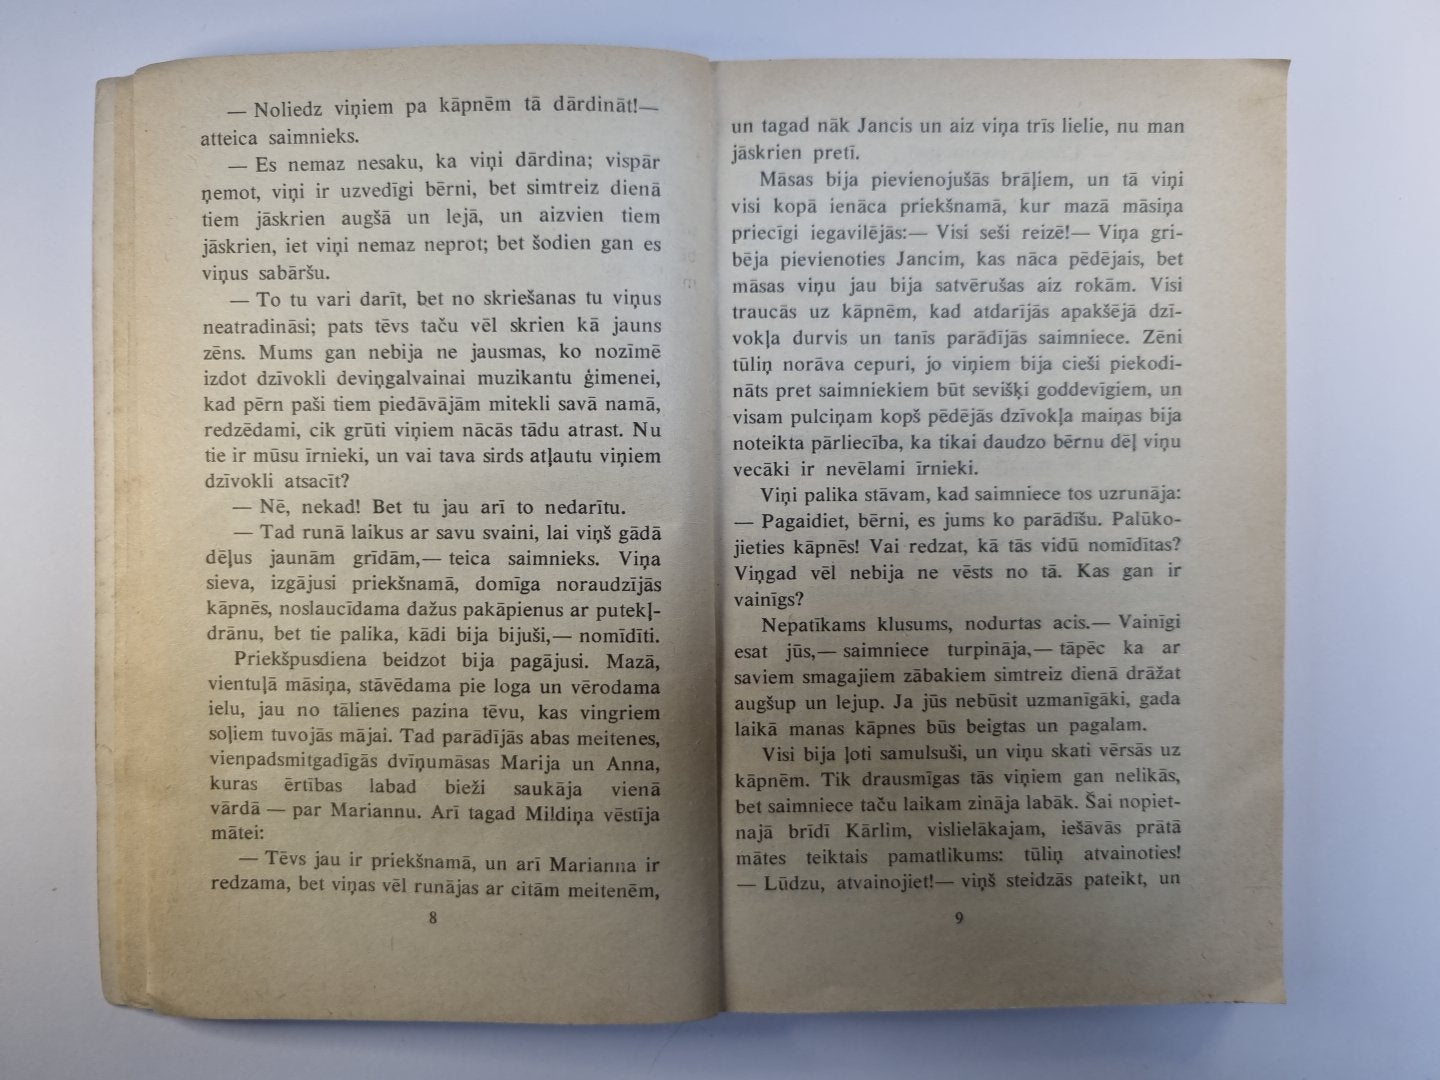 — Noliedz viņiem pa kāpnēm tā dārdināt!—
atteica saimnieks.
— Es nemaz nesaku, ka viņi dārdina; vispār
ņemot, viņi ir uzvedīgi bērni, bet simtreiz dienā
tiem jāskrien augšā un lejā, un aizvien tiem
jāskrien, iet viņi nemaz neprot; bet šodien gan es
viņus sabāršu.
— To tu vari darīt, bet no skriešanas tu viņus
neatradināsi; pats tēvs taču vēl skrien kā jauns
zēns. Mums gan nebija ne jausmas, ko nozīmē
izdot dzīvokli deviņgalvainai muzikantu ģimenei,
kad pērn paši tiem piedāvājām mitekli savā namā,
redzēdami, cik grūti viņiem nācās tādu atrast. Nu
tie ir mūsu īrnieki, un vai tava sirds atļautu viņiem
dzīvokli atsacīt?
— Nē, nekad! Bet tu jau arī to nedarītu.
— Tad runā laikus ar savu svaini, lai viņš gādā
dēļus jaunām grīdām,— teica saimnieks. Viņa
sieva, izgājusi priekšnamā, domīga noraudzījās
kāpnēs, noslaucīdama dažus pakāpienus ar putekļ-
drānu, bet tie palika, kādi bija bijuši,— nomīdīti.
Priekšpusdiena beidzot bija pagājusi. Mazā,
vientuļā māsiņa, stāvēdama pie loga un vērodama
ielu, jau no tālienes pazina tēvu, kas vingriem
soļiem tuvojās mājai. Tad parādījās abas meitenes,
vienpadsmitgadīgās dvīņumāsas Marija un Anna,
kuras ērtības labad bieži saukāja vienā
vārdā — par Mariannu. Arī tagad Mildiņa vēstīja
mātei:
— Tēvs jau ir priekšnamā, un arī Marianna ir
redzama, bet viņas vēl runājas ar citām meitenēm,
8
un tagad nāk Jancis un aiz viņa trīs lielie, nu man
jāskrien pretī.
Māsas bija pievienojušās brāļiem, un tā viņi
visi kopā ienāca priekšnamā, kur mazā māsiņa
priecīgi iegavilējās:— Visi seši reizē!— Viņa gri-
bēja pievienoties Jancim, kas nāca pēdējais, bet
māsas viņu jau bija satvērušas aiz rokām. Visi
traucās uz kāpnēm, kad atdarījās apakšējā dzī-
vokļa durvis un tanīs parādījās saimniece. Zēni
tūliņ norāva cepuri, jo viņiem bija cieši piekodi-
nāts pret saimniekiem būt sevišķi goddevīgiem, un
visam pulciņam kopš pēdējās dzīvokļa maiņas bija
noteikta pārliecība, ka tikai daudzo bērnu dēļ viņu
vecāki ir nevēlami īrnieki.
Viņi palika stāvam, kad saimniece tos uzrunāja:
— Pagaidiet, bērni, es jums ko parādīšu. Palūko-
jieties kāpnēs! Vai redzat, kā tās vidū nomīdītas?
Viņgad vēl nebija ne vēsts no tā. Kas gan ir
vainīgs?
Nepatīkams klusums, nodurtas acis.— Vainīgi
esat jūs,— saimniece turpināja,— tāpēc ka ar
saviem smagajiem zābakiem simtreiz dienā drāžat
augšup un lejup. Ja jūs nebūsit uzmanīgāki, gada
laikā manas kāpnes būs beigtas un pagalam.
Visi bija ļoti samulsuši, un viņu skati vērsās uz
kāpnēm. Tik drausmīgas tās viņiem gan nelikās,
bet saimniece taču laikam zināja labāk. Šai nopiet-
najā brīdī Kārlim, vislielākajam, iešāvās prātā
mātes teiktais pamatlikums: tūliņ atvainoties!
— Lūdzu, atvainojiet!— viņš steidzās pateikt, un
9